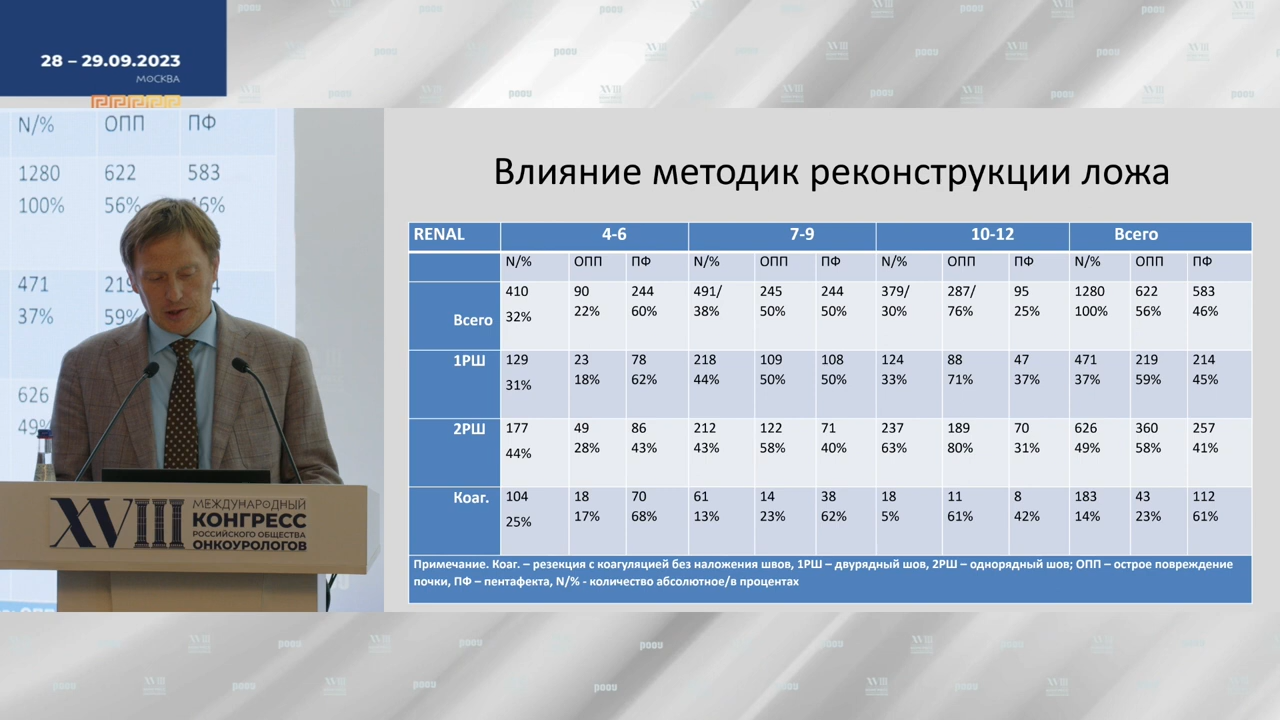 28 – 29.09.2023
МОСКВА
N/% ОПП ПФ
1280 622 583
100% 56% 46%
471
37% 59%
626
49%
XVIII МЕЖДУНАРОДНЫЙ
КОНГРЕСС
РОССИЙСКОГО ОБЩЕСТВА
ОНКОУРОЛОГОВ
Влияние методик реконструкции ложа
RENAL 4-6 7-9 10-12 Всего
N/% ОПП ПФ N/% ОПП ПФ N/% ОПП ПФ N/% ОПП ПФ
Всего 410 90 244 491/ 245 244 379/ 287/ 95 1280 622 583
32% 22% 60% 38% 50% 50% 30% 76% 25% 100% 56% 46%
1РШ 129 23 78 218 109 108 124 88 47 471 219 214
31% 18% 62% 44% 50% 50% 33% 71% 37% 37% 59% 45%
2РШ 177 49 86 212 122 71 237 189 70 626 360 257
44% 28% 43% 43% 58% 40% 63% 80% 31% 49% 58% 41%
Коаг. 104 18 70 61 14 38 18 11 8 183 43 112
25% 17% 68% 13% 23% 62% 5% 61% 42% 14% 23% 61%
Примечание. Коаг. – резекция с коагуляцией без наложения швов, 1РШ – двурядный шов, 2РШ – однорядный шов; ОПП – острое повреждение
почки, ПФ – пентафекта, N/% - количество абсолютное/в процентах